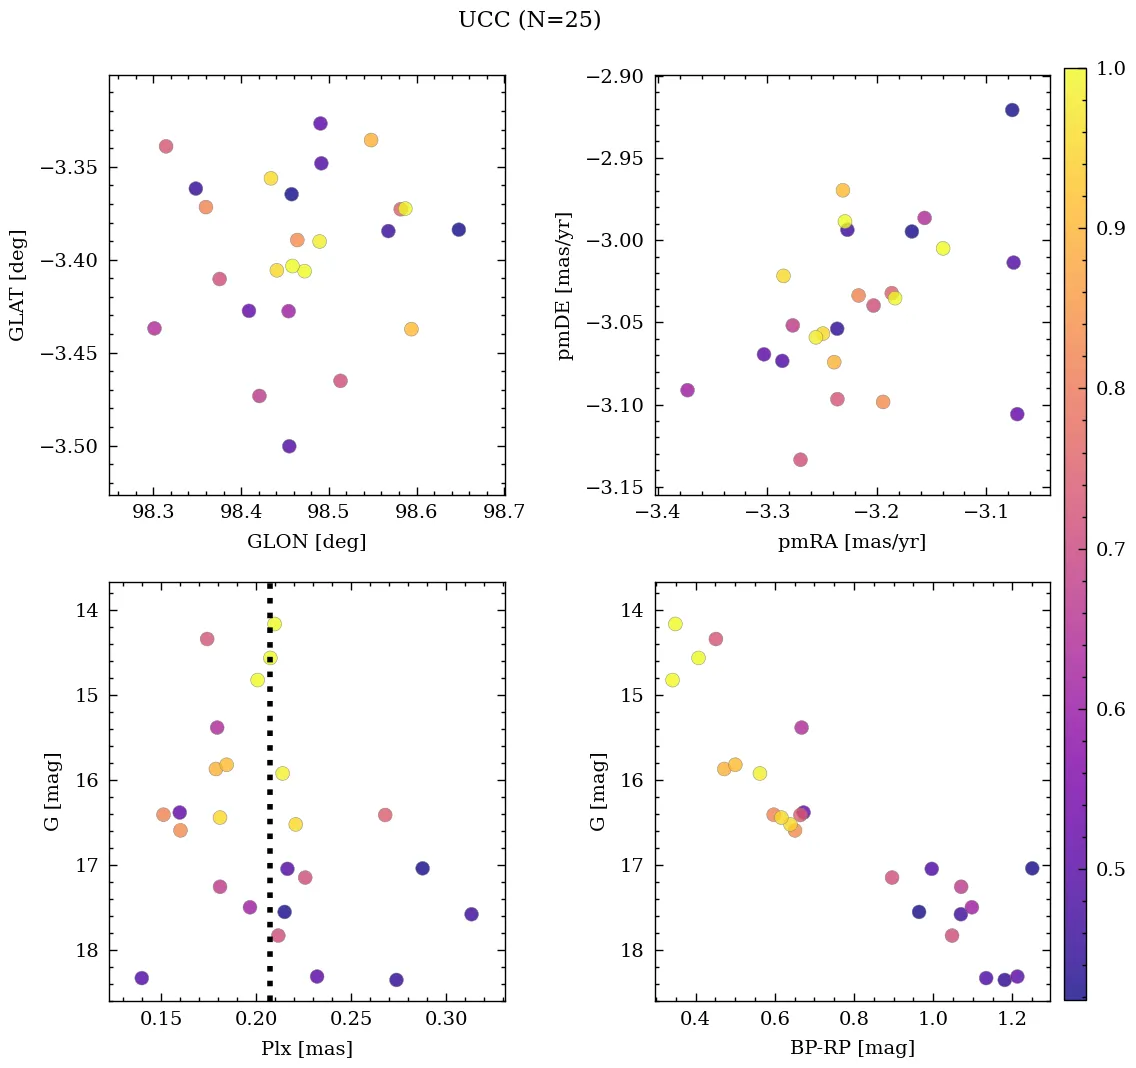 UCC (N=25)
−3.35
−3.40
−3.45
−3.50
GLAT [deg]
98.3 98.4 98.5 98.6 98.7
GLON [deg]
−2.90
−2.95
−3.00
−3.05
−3.10
−3.15
pmDE [mas/yr]
−3.4 −3.3 −3.2 −3.1
pmRA [mas/yr]
14
15
16
17
18
G [mag]
0.15 0.20 0.25 0.30
Plx [mas]
14
15
16
17
18
G [mag]
0.4 0.6 0.8 1.0 1.2
BP-RP [mag]
1.0
0.9
0.8
0.7
0.6
0.5